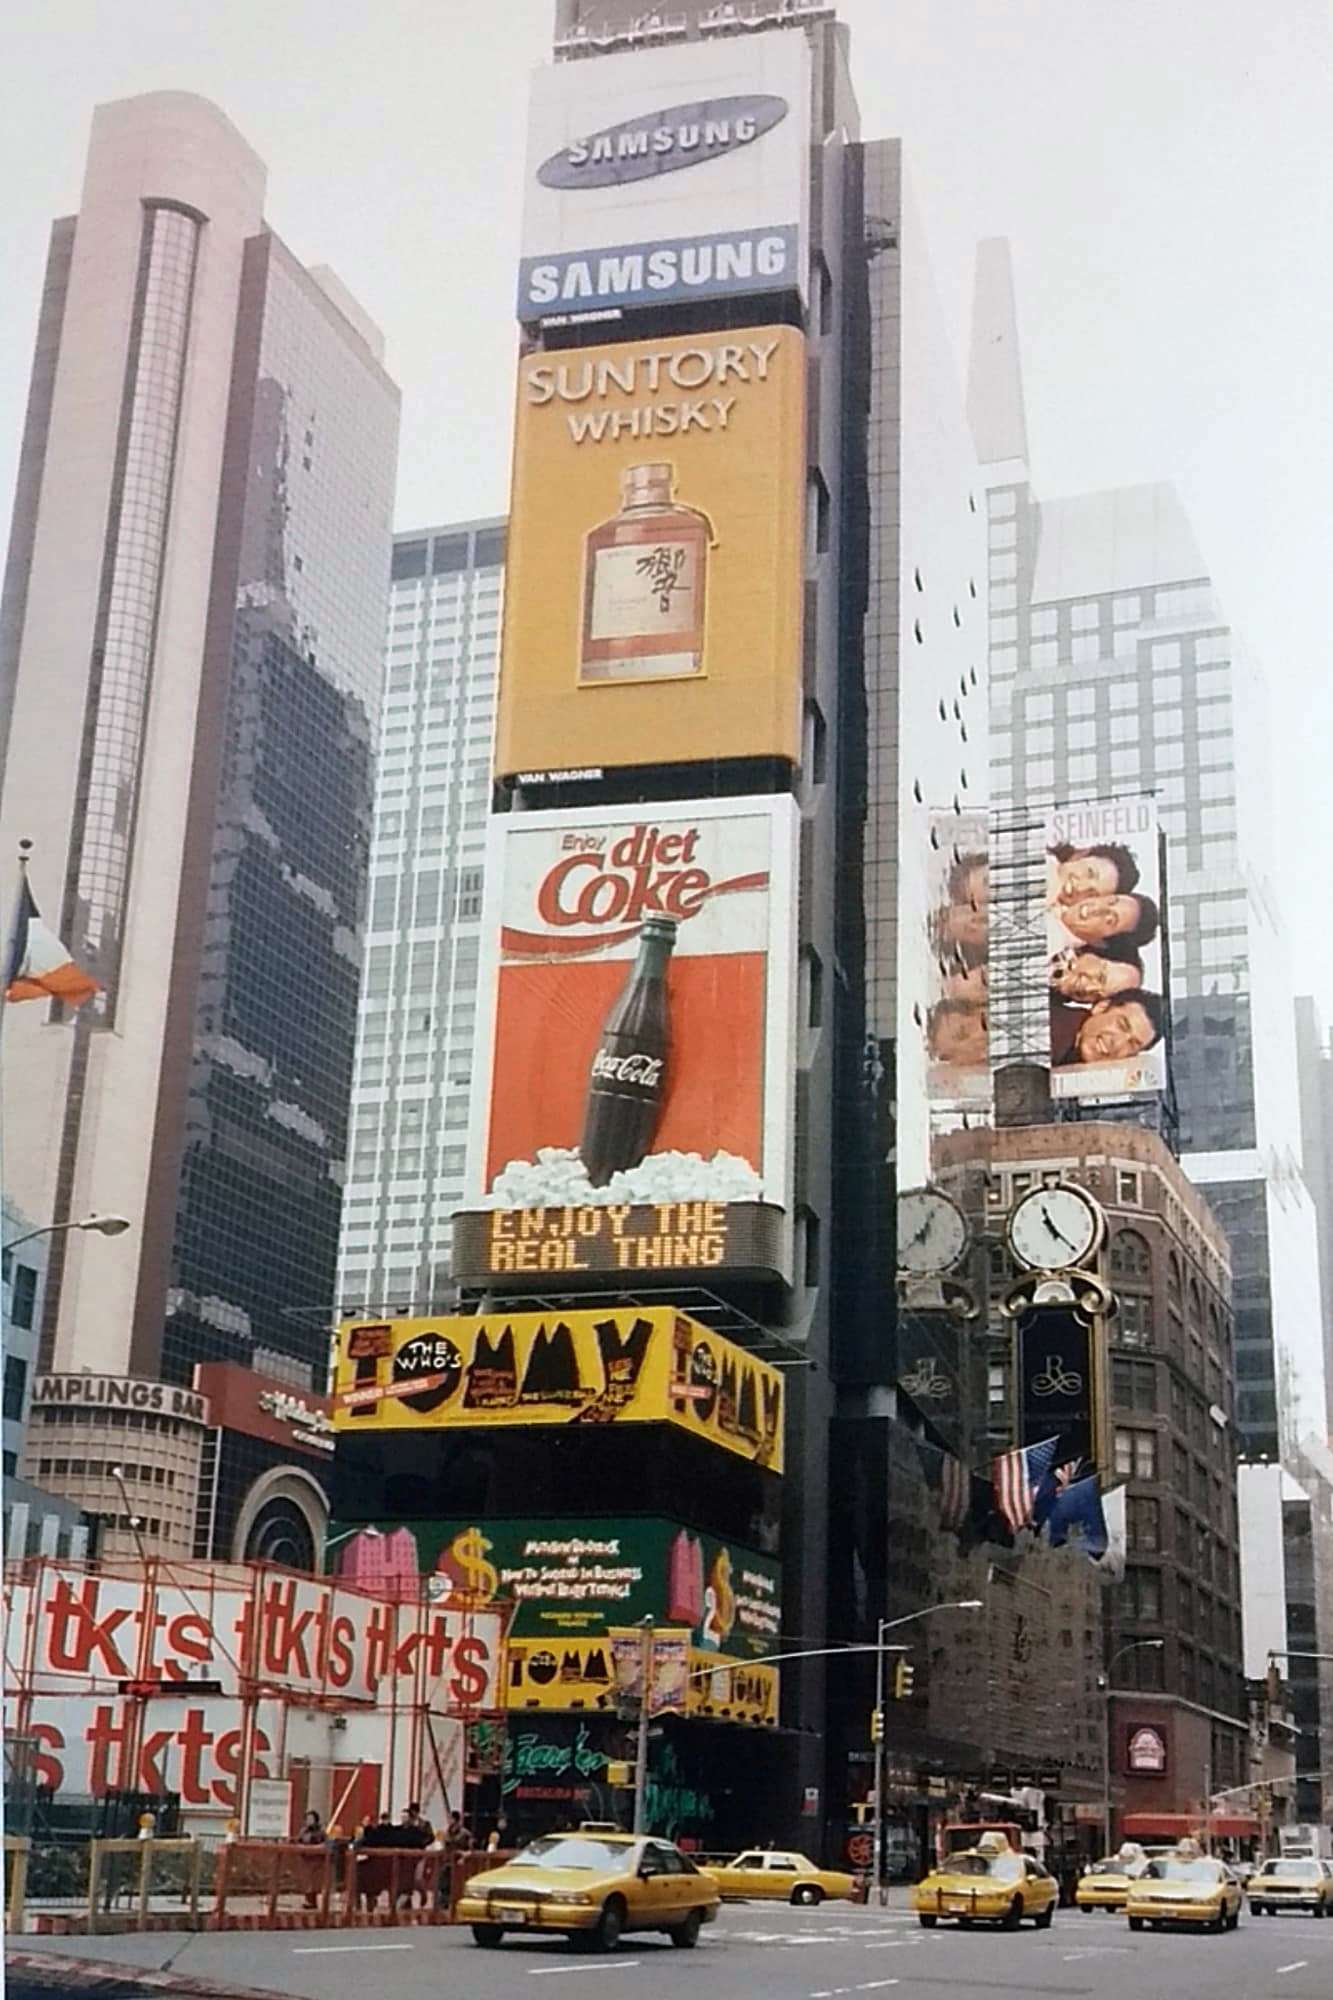 SAMSUNG
SAMSUNG
VAN WAGNER
SUNTORY
WHISKY
響
VAN WAGNER
Enjoy
diet
Coke
Coca-Cola
ENJOY THE
REAL THING
SEINFELD
THE
WHO'S
TOMMY
TOMMY
AMPLINGS BAR
Holiday Inn
R
HOW TO SUCCEED IN BUSINESS
WITHOUT REALLY TRYING!
$
$
tkts tkts tkts
s tkts
TOMMY
TOMMY